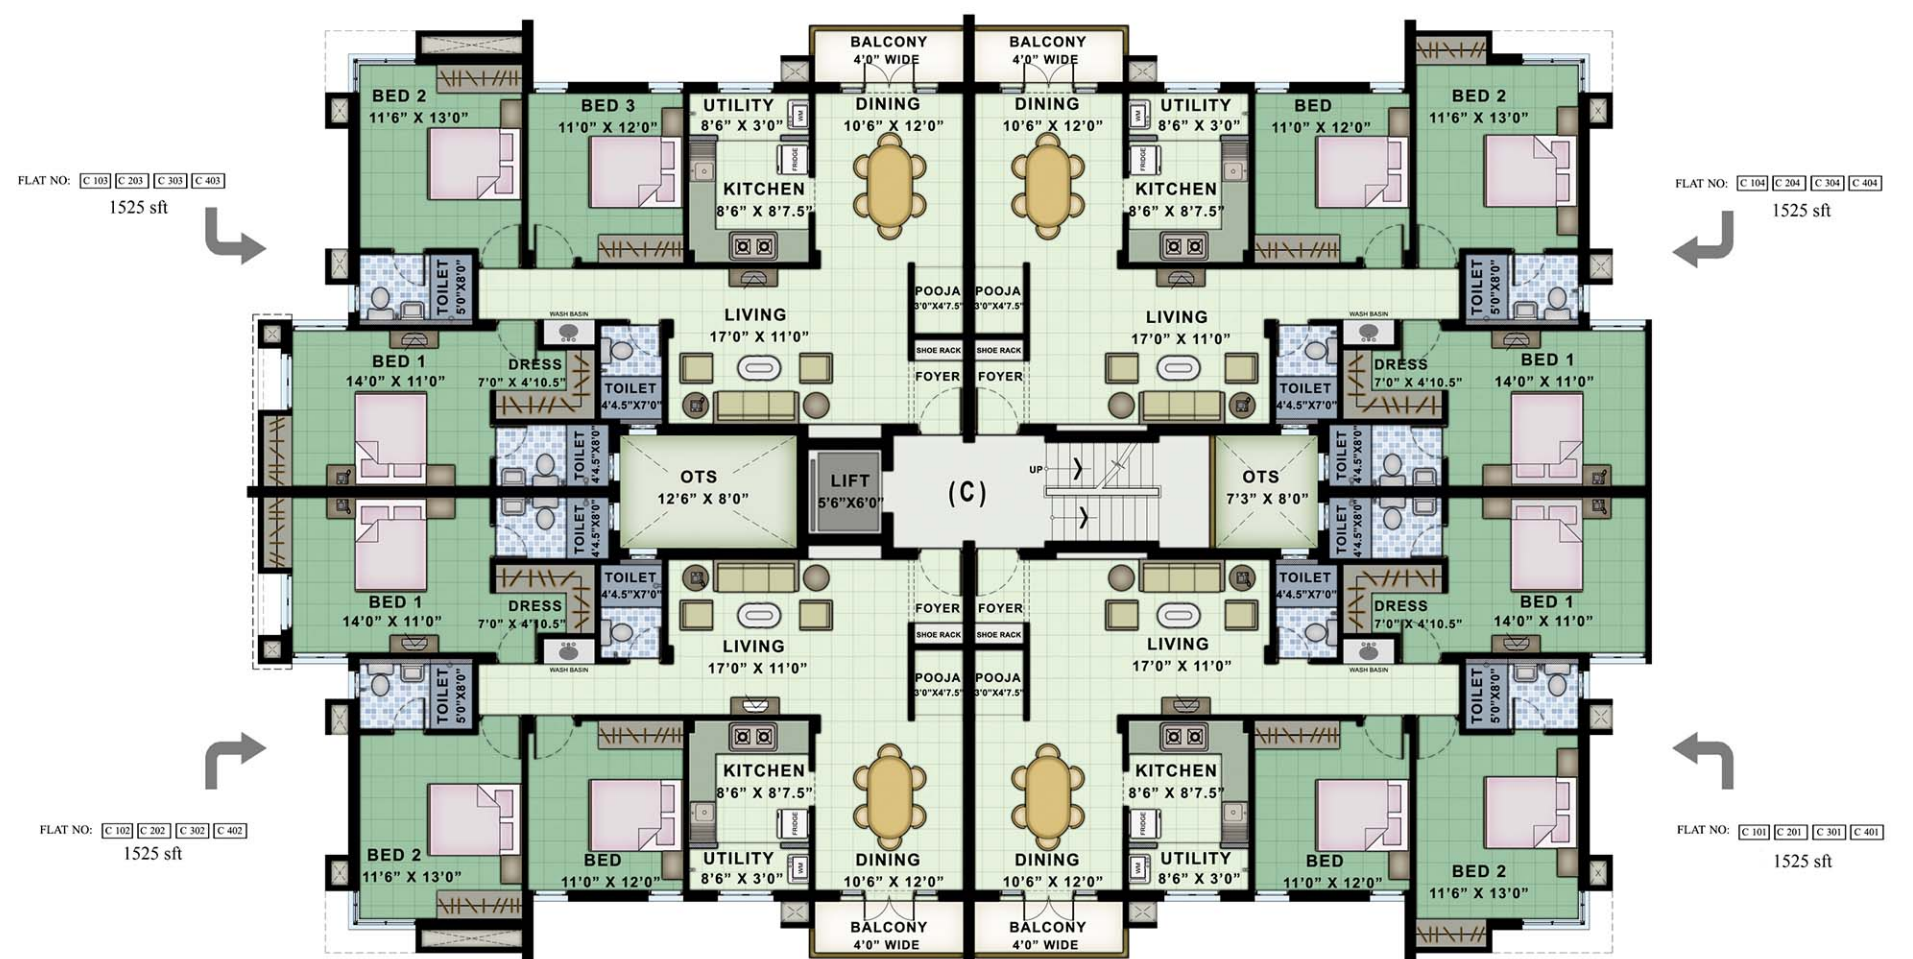 BALCONY
4'0" WIDE
BALCONY
4'0" WIDE
BED 2
11'6" X 13'0"
BED 3
11'0" X 12'0"
UTILITY
8'6" X 3'0"
WM
DINING
10'6" X 12'0"
DINING
10'6" X 12'0"
WM
UTILITY
8'6" X 3'0"
BED
11'0" X 12'0"
BED 2
11'6" X 13'0"
FRIDGE
FRIDGE
FLAT NO: C 103 C 203 C 303 C 403
1525 sft
KITCHEN
8'6" X 8'7.5"
KITCHEN
8'6" X 8'7.5"
FLAT NO: C 104 C 204 C 304 C 404
1525 sft
TOILET
5'0"X8'0"
POOJA
3'0"X4'7.5"
POOJA
3'0"X4'7.5"
TOILET
5'0"X8'0"
LIVING
17'0" X 11'0"
LIVING
17'0" X 11'0"
WASH BASIN
WASH BASIN
SHOE RACK
SHOE RACK
BED 1
14'0" X 11'0"
DRESS
7'0" X 4'10.5"
TOILET
4'4.5"X7'0"
FOYER
FOYER
TOILET
4'4.5"X7'0"
DRESS
7'0" X 4'10.5"
BED 1
14'0" X 11'0"
TOILET
4'4.5"X8'0"
TOILET
4'4.5"X8'0"
OTS
12'6" X 8'0"
LIFT
5'6"X6'0"
(C)
UP
OTS
7'3" X 8'0"
TOILET
4'4.5"X8'0"
TOILET
4'4.5"X8'0"
BED 1
14'0" X 11'0"
DRESS
7'0" X 4'10.5"
TOILET
4'4.5"X7'0"
FOYER
FOYER
TOILET
4'4.5"X7'0"
DRESS
7'0" X 4'10.5"
BED 1
14'0" X 11'0"
SHOE RACK
SHOE RACK
LIVING
17'0" X 11'0"
LIVING
17'0" X 11'0"
WASH BASIN
WASH BASIN
TOILET
5'0"X8'0"
POOJA
3'0"X4'7.5"
POOJA
3'0"X4'7.5"
TOILET
5'0"X8'0"
KITCHEN
8'6" X 8'7.5"
KITCHEN
8'6" X 8'7.5"
FRIDGE
FRIDGE
FLAT NO: C 102 C 202 C 302 C 402
1525 sft
FLAT NO: C 101 C 201 C 301 C 401
1525 sft
BED 2
11'6" X 13'0"
BED
11'0" X 12'0"
UTILITY
8'6" X 3'0"
WM
DINING
10'6" X 12'0"
DINING
10'6" X 12'0"
WM
UTILITY
8'6" X 3'0"
BED
11'0" X 12'0"
BED 2
11'6" X 13'0"
BALCONY
4'0" WIDE
BALCONY
4'0" WIDE